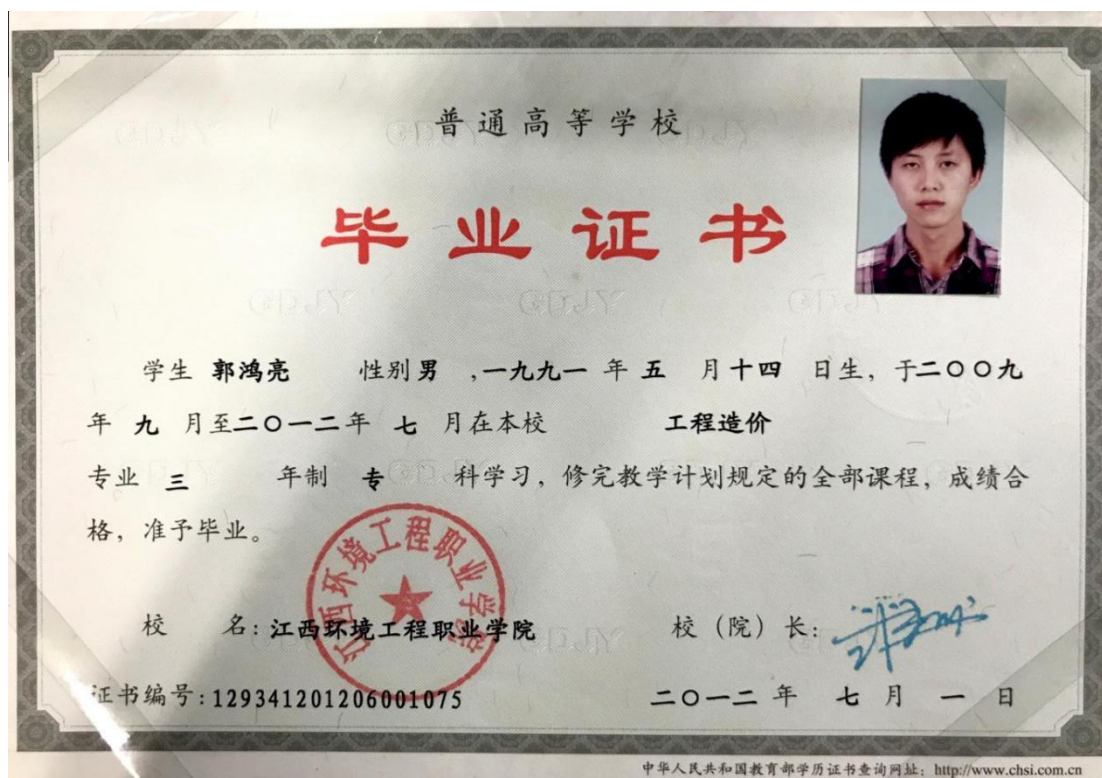 普通高等学校
毕业证书
学生 郭鸿亮 性别 男 ,一九九一 年 五 月 十四 日生，于二〇〇九
年 九 月至二〇一二年 七 月在本校 工程造价
专业 三 年制 专 科学习，修完教学计划规定的全部课程，成绩合
格，准予毕业。
江西环境工程职业学院
校 名：江西环境工程职业学院 校（院）长：
证书编号：129341201206001075 二〇一二 年 七 月 一 日
中华人民共和国教育部学历证书查询网址：http://www.chsi.com.cn